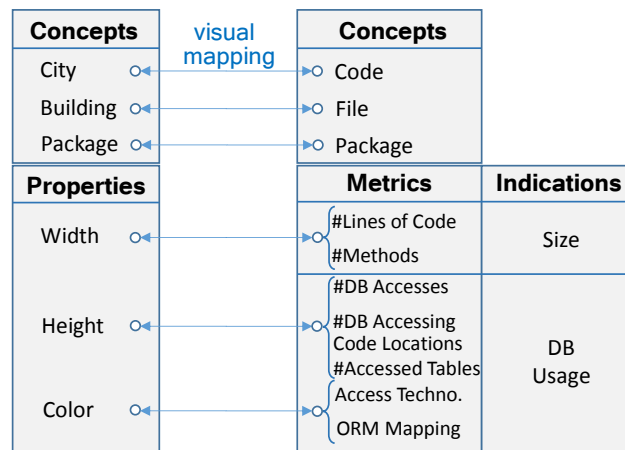 Concepts
visual
mapping
Concepts
City
Code
Building
File
Package
Package
Properties
Metrics
Indications
Width
#Lines of Code
#Methods
Size
Height
#DB Accesses
#DB Accessing
Code Locations
#Accessed Tables
DB
Usage
Color
Access Techno.
ORM Mapping